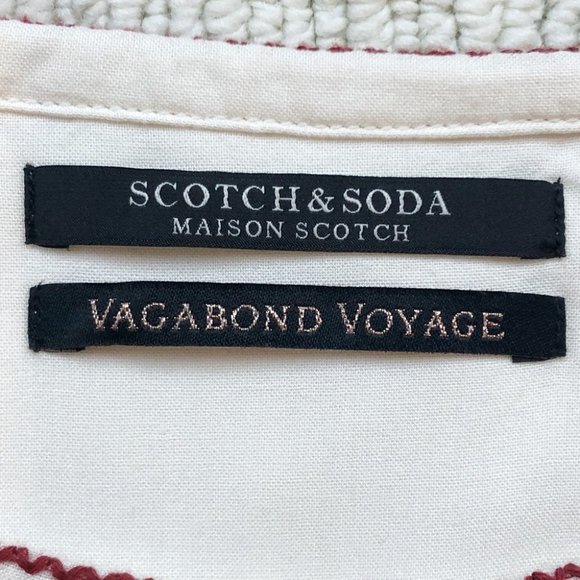 SCOTCH & SODA
MAISON SCOTCH
VAGABOND VOYAGE